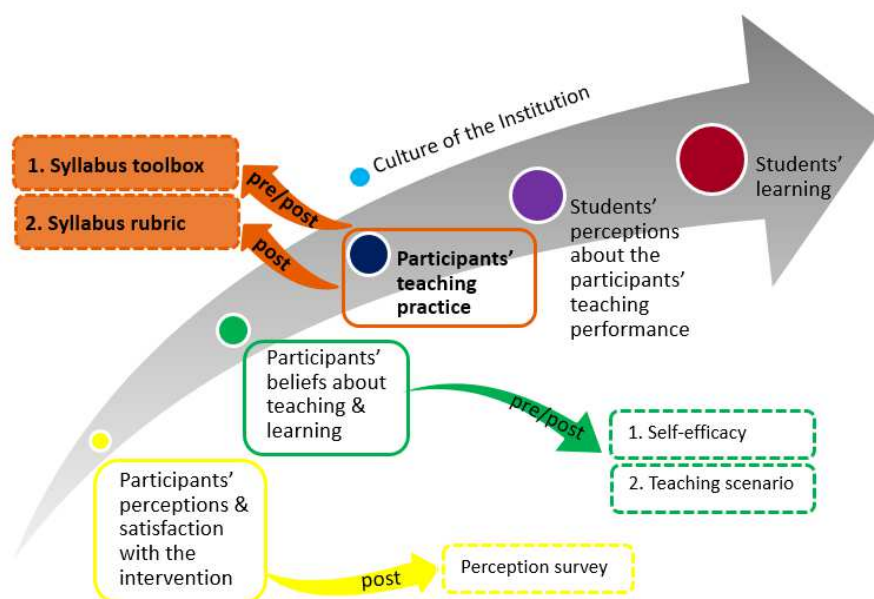 Culture of the Institution
1. Syllabus toolbox
2. Syllabus rubric
pre/post
post
Participants'
teaching
practice
Students'
perceptions
about the
participants'
teaching
performance
Students'
learning
Participants'
beliefs about
teaching &
learning
pre/post
1. Self-efficacy
2. Teaching scenario
Participants'
perceptions &
satisfaction
with the
intervention
post
Perception survey